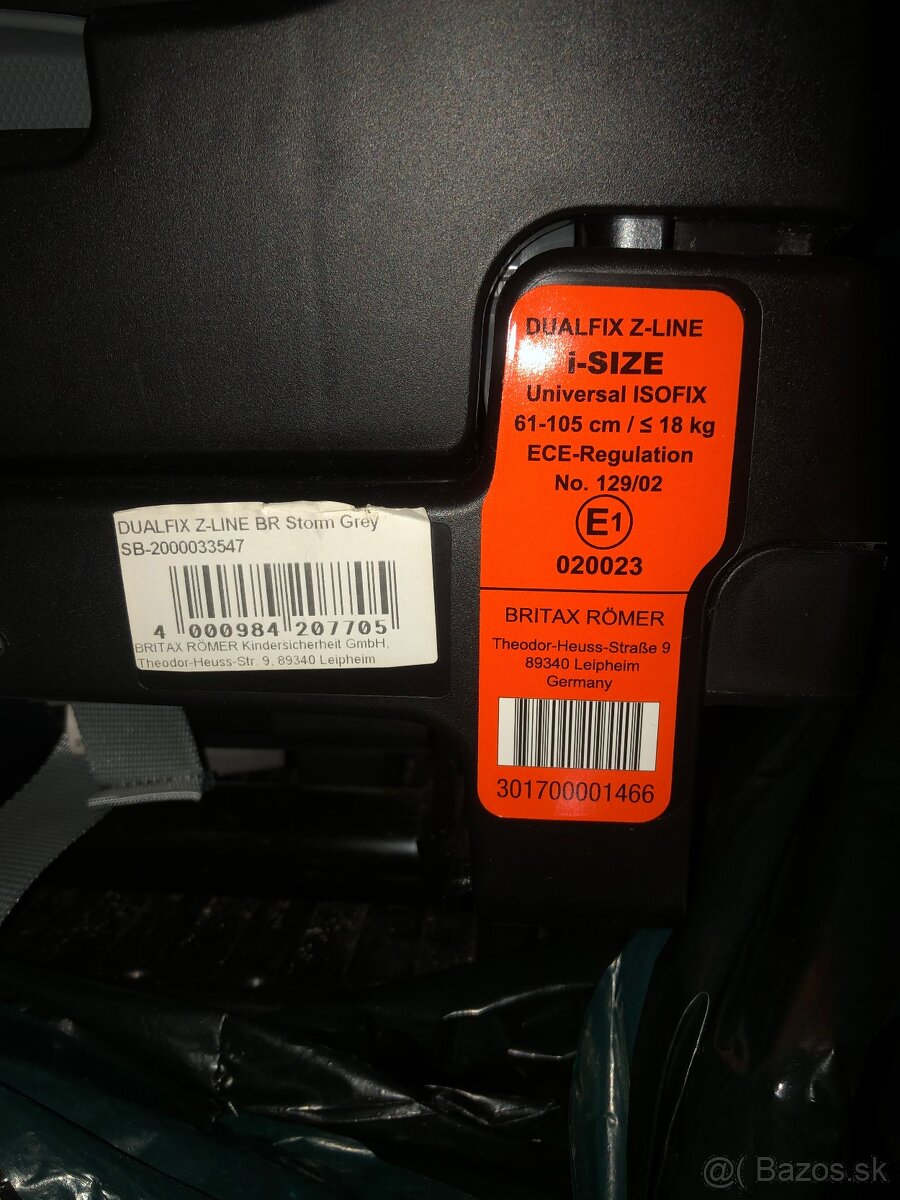 DUALFIX Z-LINE
i-SIZE
Universal ISOFIX
61-105 cm / ≤ 18 kg
ECE-Regulation
No. 129/02
E1
020023
BRITAX RÖMER
Theodor-Heuss-Straße 9
89340 Leipheim
Germany
301700001466
DUALFIX Z-LINE BR Storm Grey
SB-2000033547
4 000984 207705
BRITAX RÖMER Kindersicherheit GmbH,
Theodor-Heuss-Str. 9, 89340 Leipheim
@( Bazos.sk